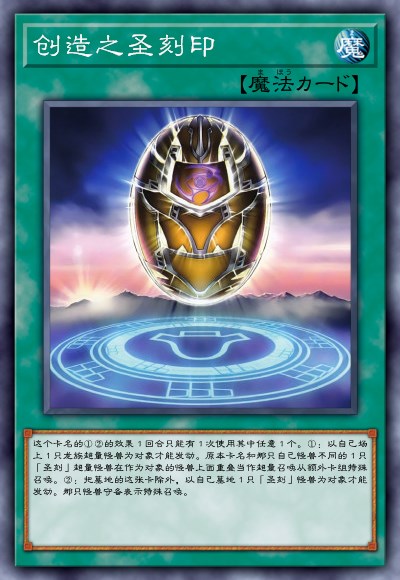 创造之圣刻印
魔
【魔法カード】
ま ほう
这个卡名的①②的效果1回合只能有1次使用其中任意1个。①:以自己场
上1只龙族超量怪兽为对象才能发动。原本卡名和那只自己怪兽不同的1只
「圣刻」超量怪兽在作为对象的怪兽上面重叠当作超量召唤从额外卡组特殊
召唤。②:把墓地的这张卡除外，以自己墓地1只「圣刻」怪兽为对象才能
发动。那只怪兽守备表示特殊召唤。